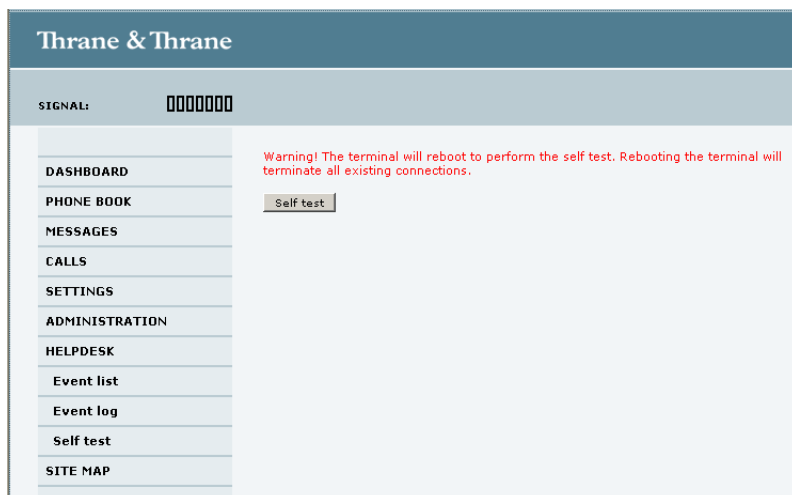 Thrane & Thrane
SIGNAL:
Warning! The terminal will reboot to perform the self test. Rebooting the terminal will
terminate all existing connections.
Self test
DASHBOARD
PHONE BOOK
MESSAGES
CALLS
SETTINGS
ADMINISTRATION
HELPDESK
Event list
Event log
Self test
SITE MAP